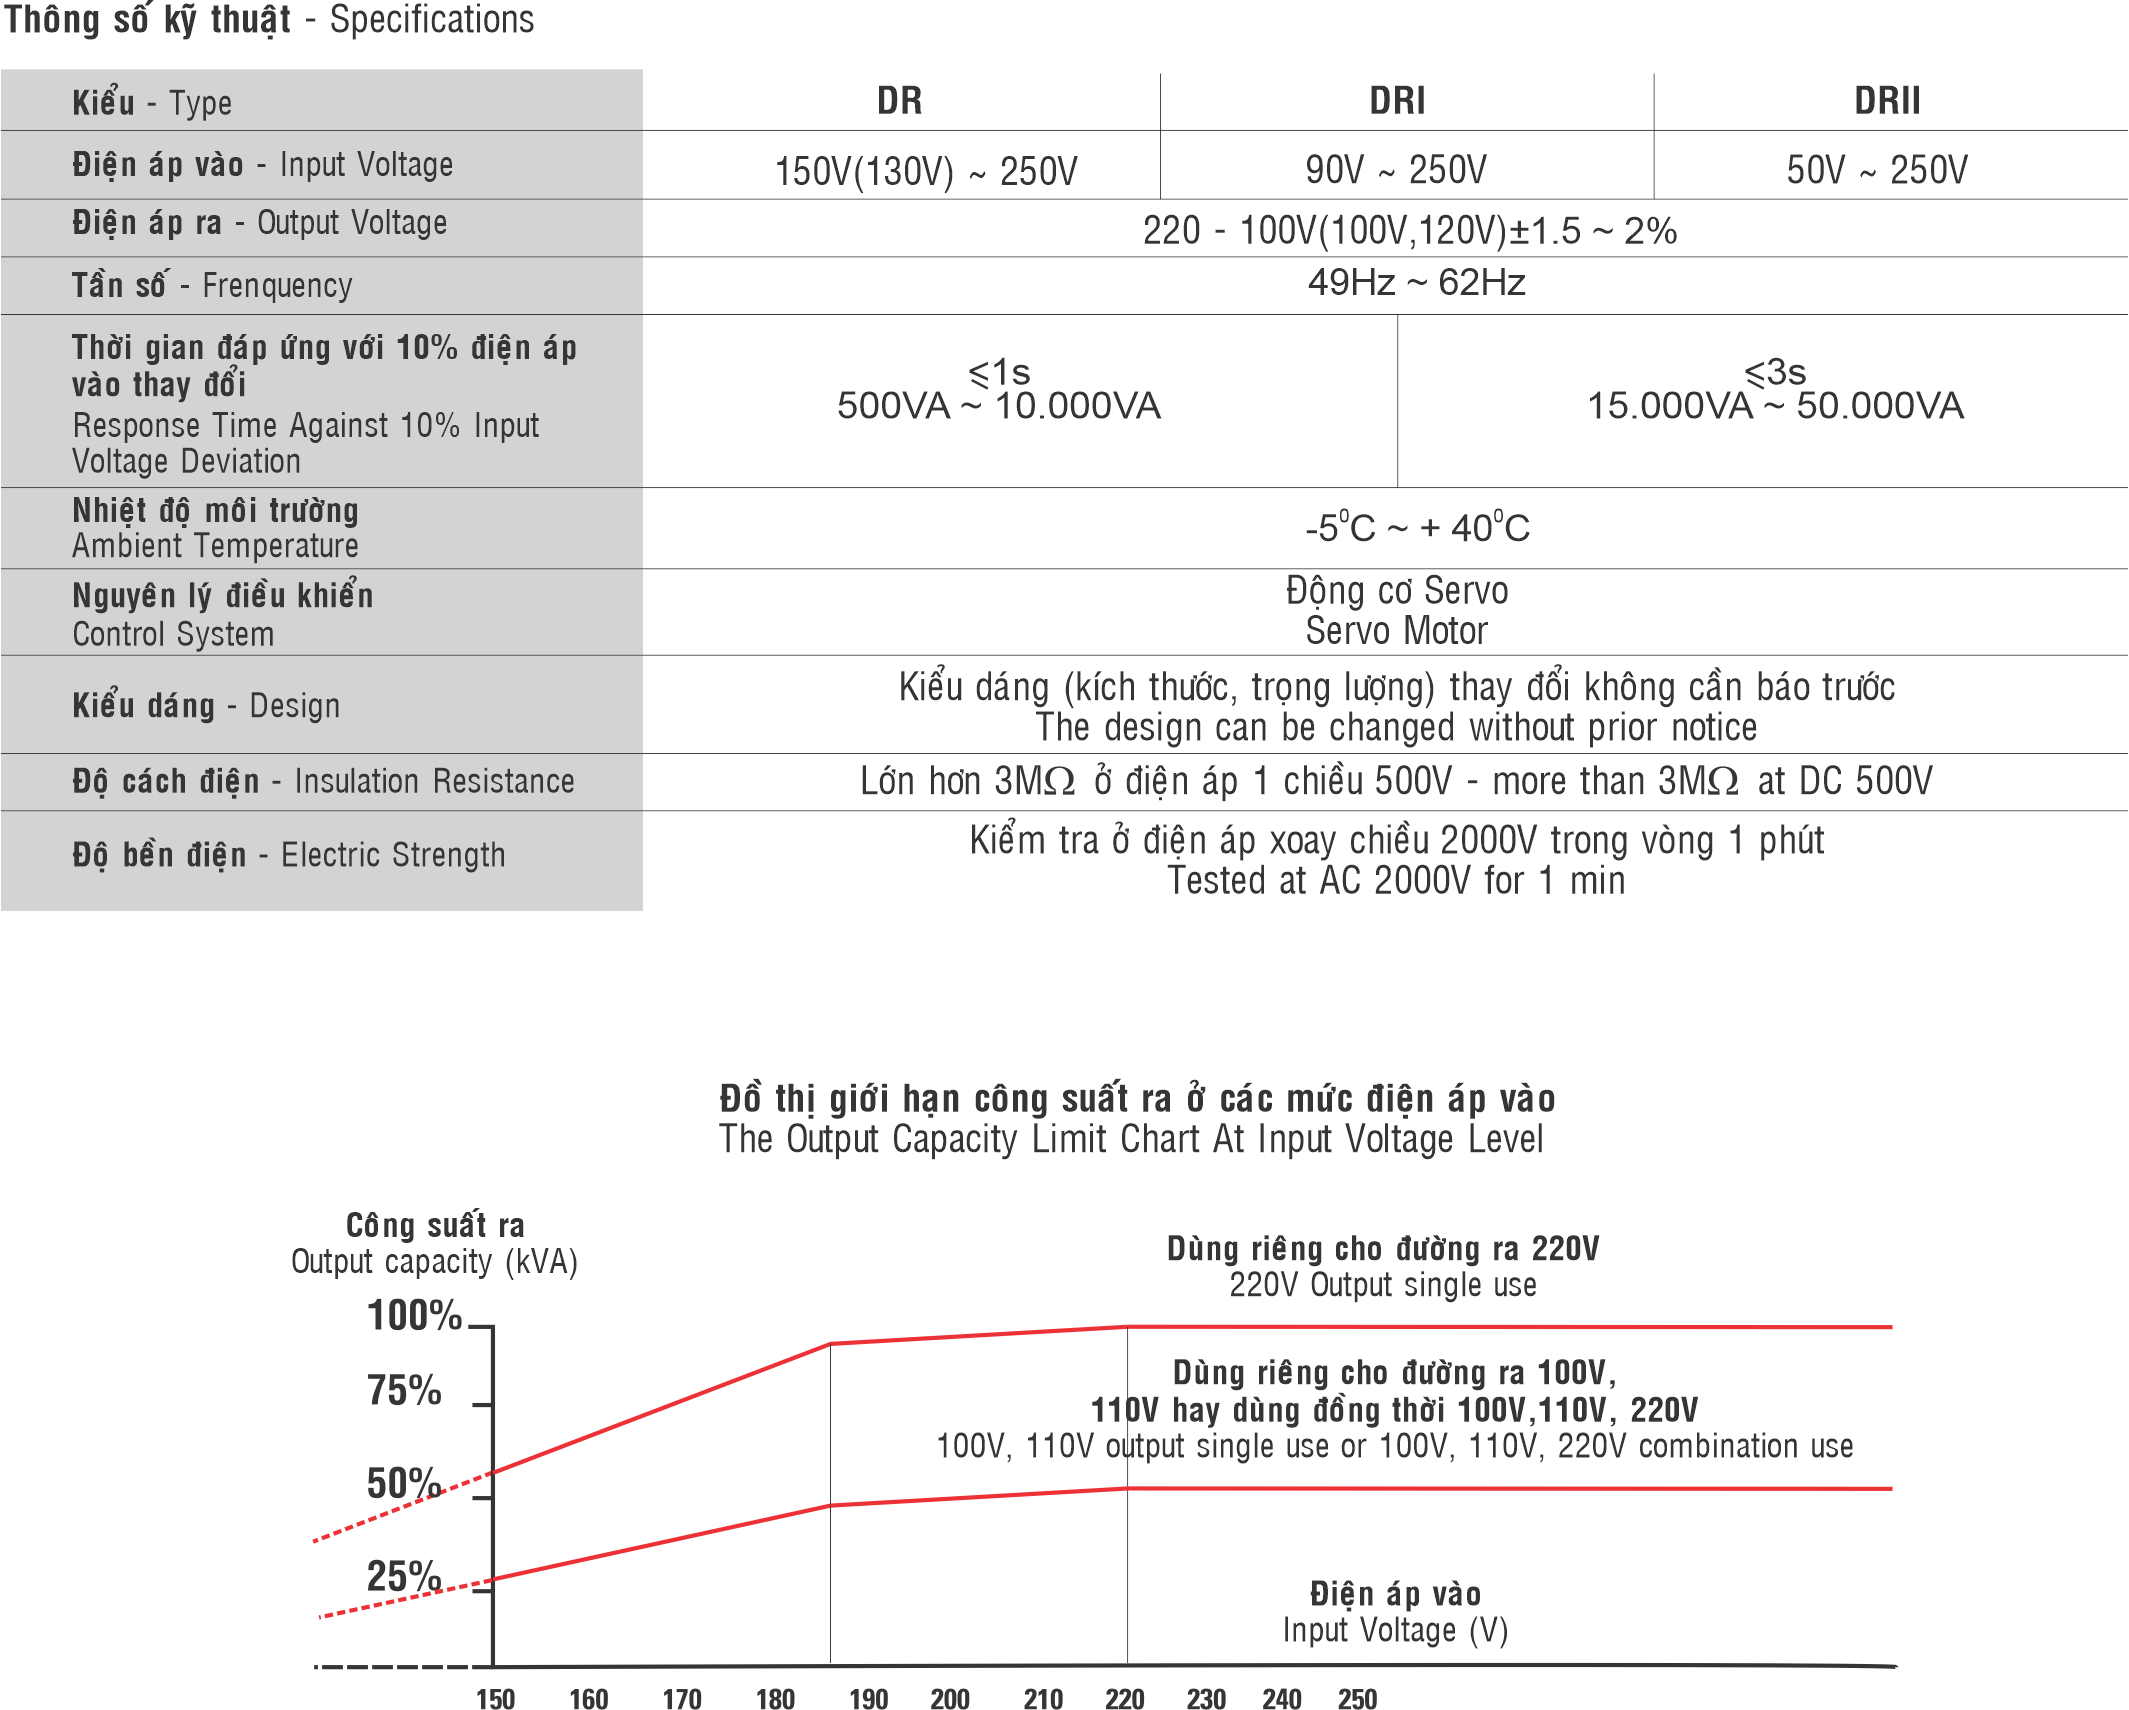 Thông số kỹ thuật - Specifications
Kiểu - Type
DR
DRI
DRII
Điện áp vào - Input Voltage
150V(130V) ~ 250V
90V ~ 250V
50V ~ 250V
Điện áp ra - Output Voltage
220 - 100V(100V,120V)±1.5 ~ 2%
Tần số - Frenquency
49Hz ~ 62Hz
Thời gian đáp ứng với 10% điện áp
vào thay đổi
Response Time Against 10% Input
Voltage Deviation
⩽1s
500VA ~ 10.000VA
⩽3s
15.000VA ~ 50.000VA
Nhiệt độ môi trường
Ambient Temperature
-5⁰C ~ + 40⁰C
Nguyên lý điều khiển
Control System
Động cơ Servo
Servo Motor
Kiểu dáng - Design
Kiểu dáng (kích thước, trọng lượng) thay đổi không cần báo trước
The design can be changed without prior notice
Độ cách điện - Insulation Resistance
Lớn hơn 3MΩ ở điện áp 1 chiều 500V - more than 3MΩ at DC 500V
Độ bền điện - Electric Strength
Kiểm tra ở điện áp xoay chiều 2000V trong vòng 1 phút
Tested at AC 2000V for 1 min
Đồ thị giới hạn công suất ra ở các mức điện áp vào
The Output Capacity Limit Chart At Input Voltage Level
Công suất ra
Output capacity (kVA)
Dùng riêng cho đường ra 220V
220V Output single use
100%
75%
50%
25%
Dùng riêng cho đường ra 100V,
110V hay dùng đồng thời 100V,110V, 220V
100V, 110V output single use or 100V, 110V, 220V combination use
Điện áp vào
Input Voltage (V)
150 160 170 180 190 200 210 220 230 240 250